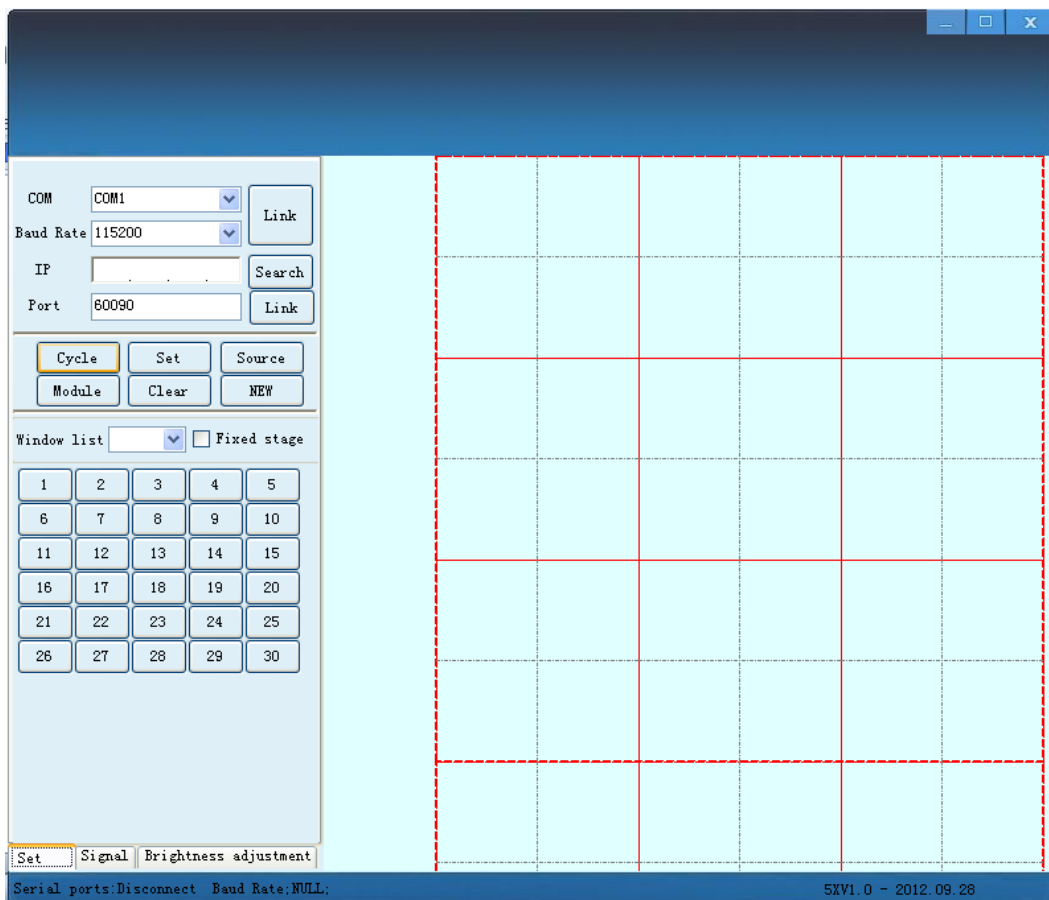 COM COM1 Link
Baud Rate 115200
IP . . . Search
Port 60090 Link
Cycle Set Source
Module Clear NEW
Window list Fixed stage
1 2 3 4 5
6 7 8 9 10
11 12 13 14 15
16 17 18 19 20
21 22 23 24 25
26 27 28 29 30
Set Signal Brightness adjustment
Serial ports:Disconnect Baud Rate;NULL; 5XV1.0 - 2012.09.28